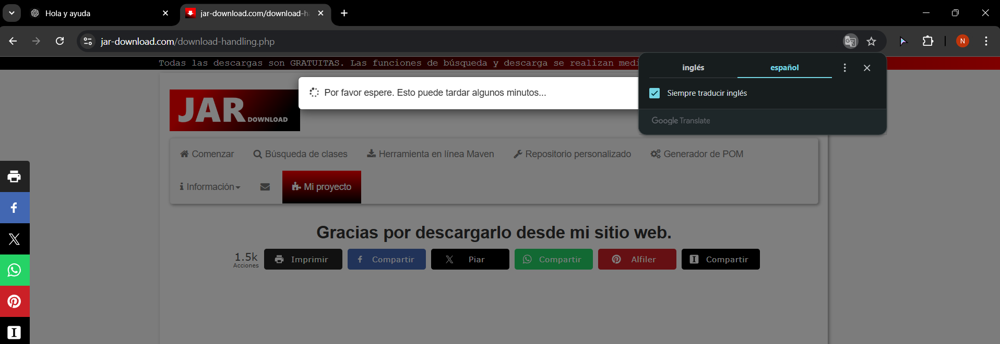 Hola y ayuda
jar-download.com/download-h
jar-download.com/download-handling.php
N
Todas las descargas son GRATUITAS. Las funciones de búsqueda y descarga se realizan medi
inglés
español
Siempre traducir inglés
Google Translate
Por favor espere. Esto puede tardar algunos minutos...
JAR DOWNLOAD
Comenzar
Búsqueda de clases
Herramienta en línea Maven
Repositorio personalizado
Generador de POM
Información
Mi proyecto
Gracias por descargarlo desde mi sitio web.
1.5k
Acciones
Imprimir
Compartir
Piar
Compartir
Alfiler
Compartir